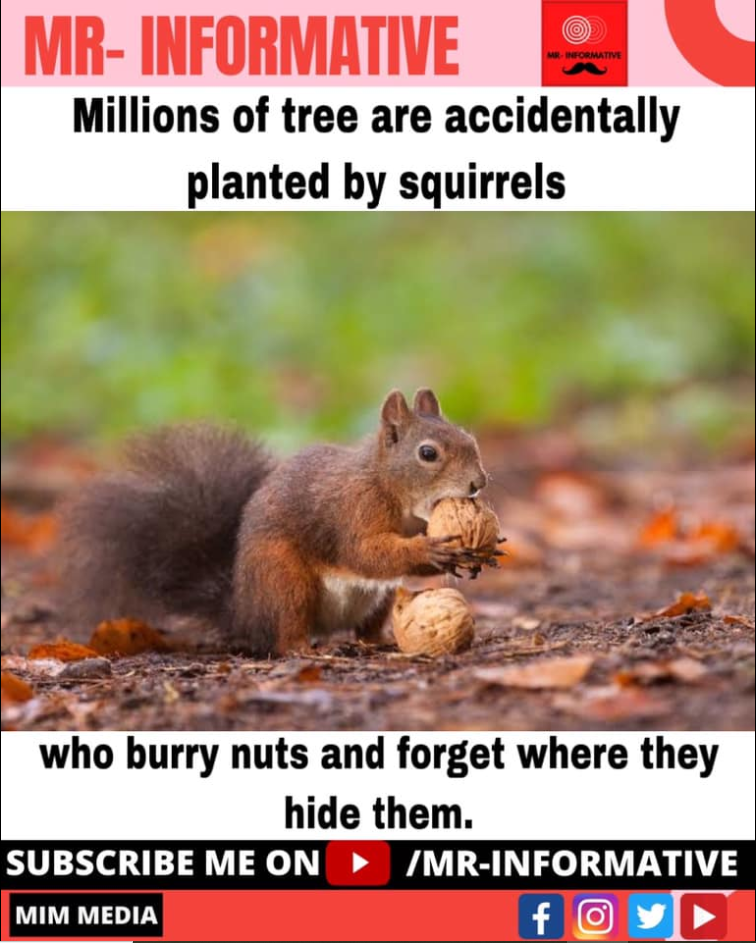 MR- INFORMATIVE
MR- INFORMATIVE
Millions of tree are accidentally
planted by squirrels
who burry nuts and forget where they
hide them.
SUBSCRIBE ME ON /MR-INFORMATIVE
MIM MEDIA